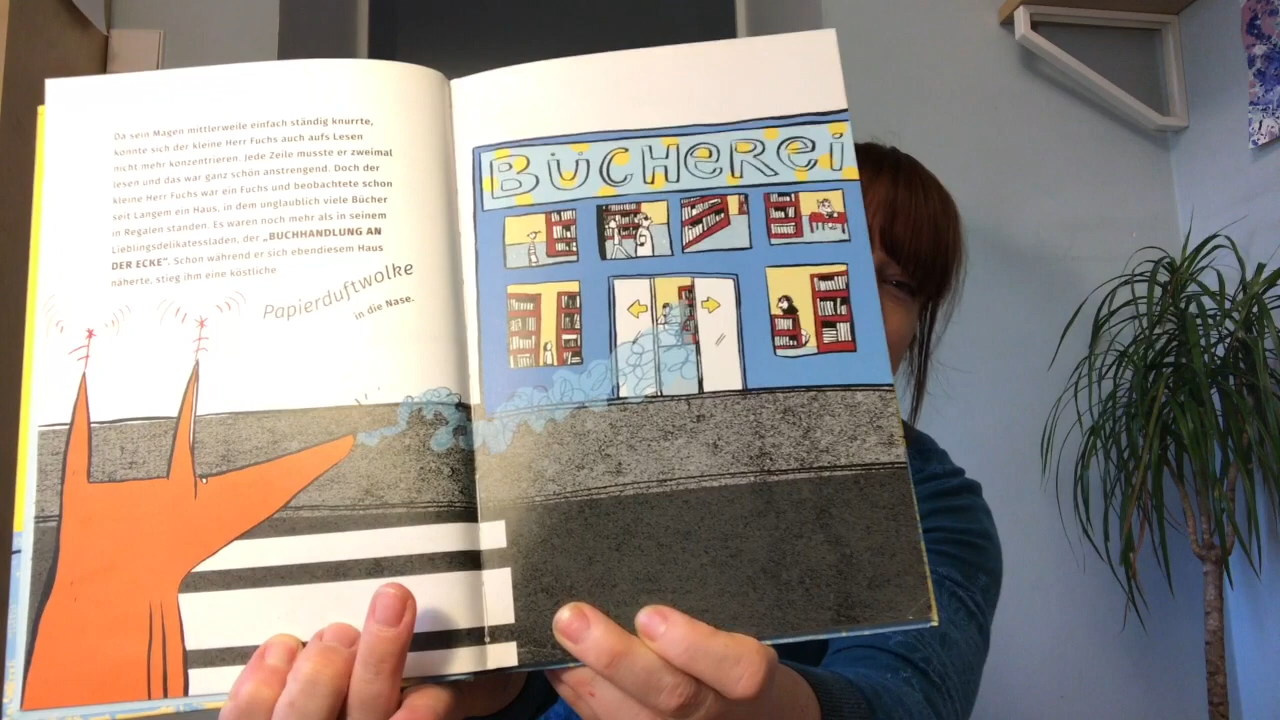 Da sein Magen mittlerweile einfach ständig knurrte,
konnte sich der kleine Herr Fuchs auch aufs Lesen
nicht mehr konzentrieren. Jede Zeile musste er zweimal
lesen und das war ganz schön anstrengend. Doch der
kleine Herr Fuchs war ein Fuchs und beobachtete schon
seit Langem ein Haus, in dem unglaublich viele Bücher
in Regalen standen. Es waren noch mehr als in seinem
Lieblingsdelikatessladen, der „BUCHHANDLUNG AN
DER ECKE“. Schon während er sich ebendiesem Haus
näherte, stieg ihm eine köstliche
Papierduftwolke
in die Nase.
BÜCHEREi